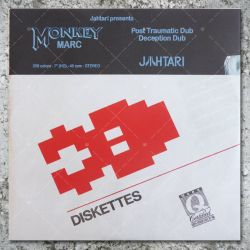 Jahtari presents
MONKEY
MARC
Post Traumatic Dub
Deception Dub
JAHTARI
DISKETTES